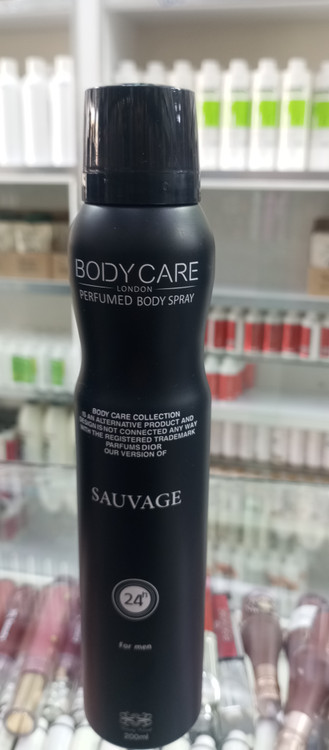 BODY CARE
LONDON
PERFUMED BODY SPRAY
BODY CARE COLLECTION
IS AN ALTERNATIVE PRODUCT AND
DESIGN IS NOT CONNECTED ANY WAY
WITH THE REGISTERED TRADEMARK
PARFUMS DIOR
OUR VERSION OF
SAUVAGE
24h
For men
200ml